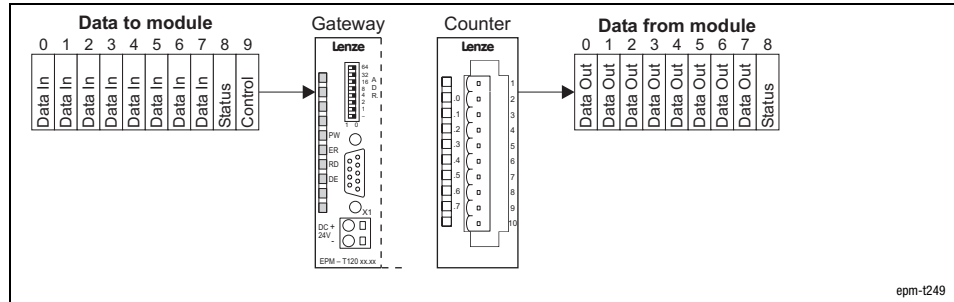 Data to module
0 1 2 3 4 5 6 7 8 9
Data In
Data In
Data In
Data In
Data In
Data In
Data In
Data In
Status
Control
Gateway
Lenze
64
32
16
8
4
2
1
-
A
D
R.
1 0
PW
ER
RD
DE
X1
DC +
24V -
EPM – T120 xx.xx
Counter
Lenze
.0
.1
.2
.3
.4
.5
.6
.7
1
2
3
4
5
6
7
8
9
10
Data from module
0 1 2 3 4 5 6 7 8
Data Out
Data Out
Data Out
Data Out
Data Out
Data Out
Data Out
Data Out
Status
epm-t249